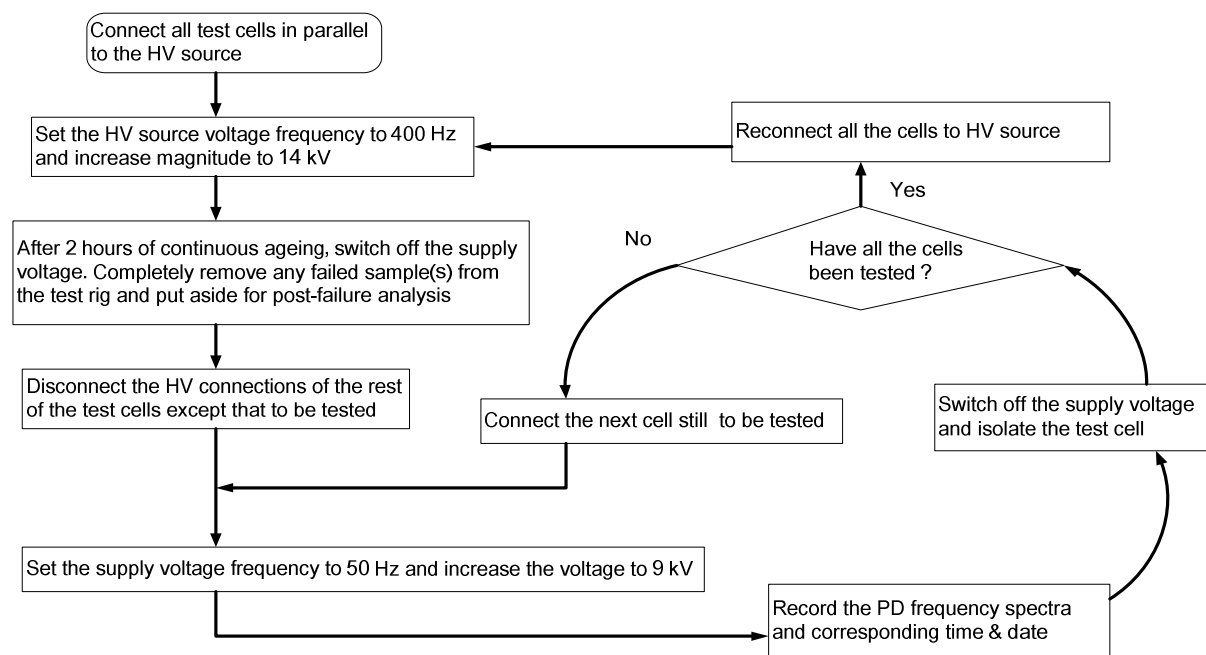 Connect all test cells in parallel
to the HV source
Set the HV source voltage frequency to 400 Hz
and increase magnitude to 14 kV
After 2 hours of continuous ageing, switch off the supply
voltage. Completely remove any failed sample(s) from
the test rig and put aside for post-failure analysis
Disconnect the HV connections of the rest
of the test cells except that to be tested
Set the supply voltage frequency to 50 Hz and increase the voltage to 9 kV
Record the PD frequency spectra
and corresponding time & date
Switch off the supply voltage
and isolate the test cell
Have all the cells
been tested ?
No
Connect the next cell still to be tested
Yes
Reconnect all the cells to HV source